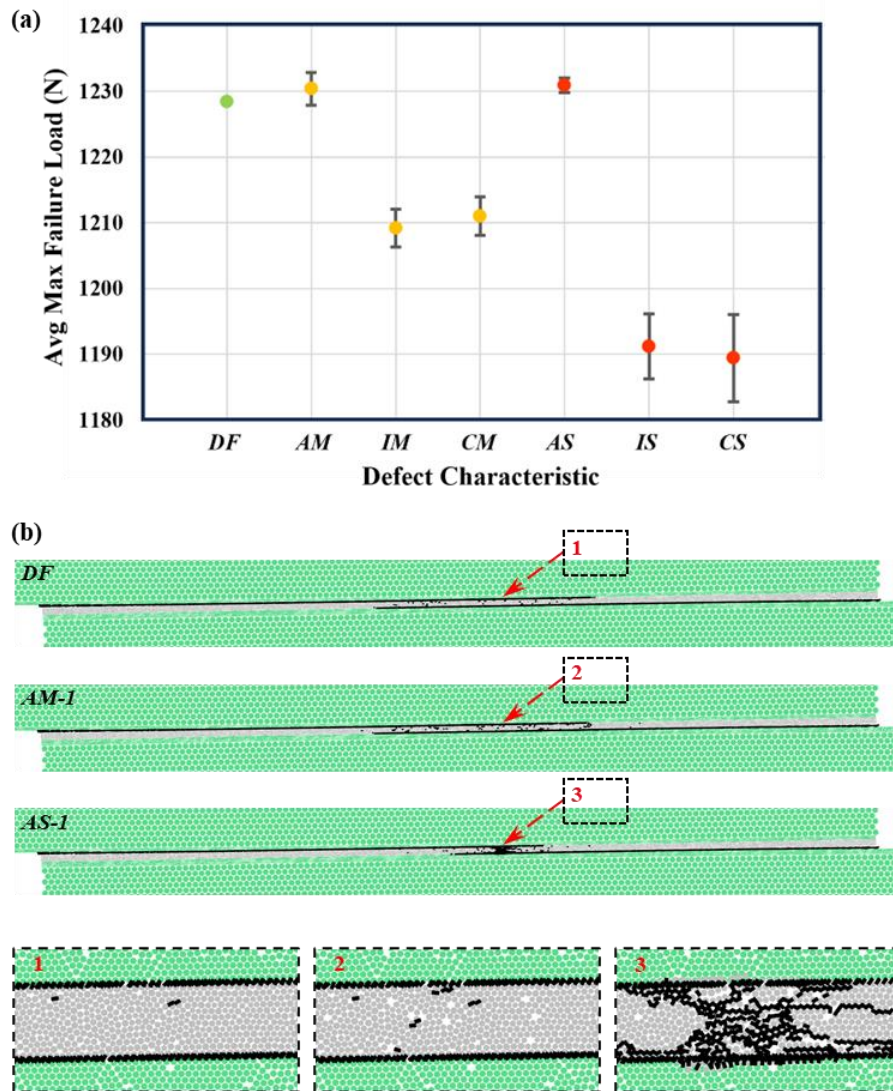 (a)
Avg Max Failure Load (N)
1240
1230
1220
1210
1200
1190
1180
DF AM IM CM AS IS CS
Defect Characteristic
(b)
DF
1
AM-1
2
AS-1
3
1 2 3